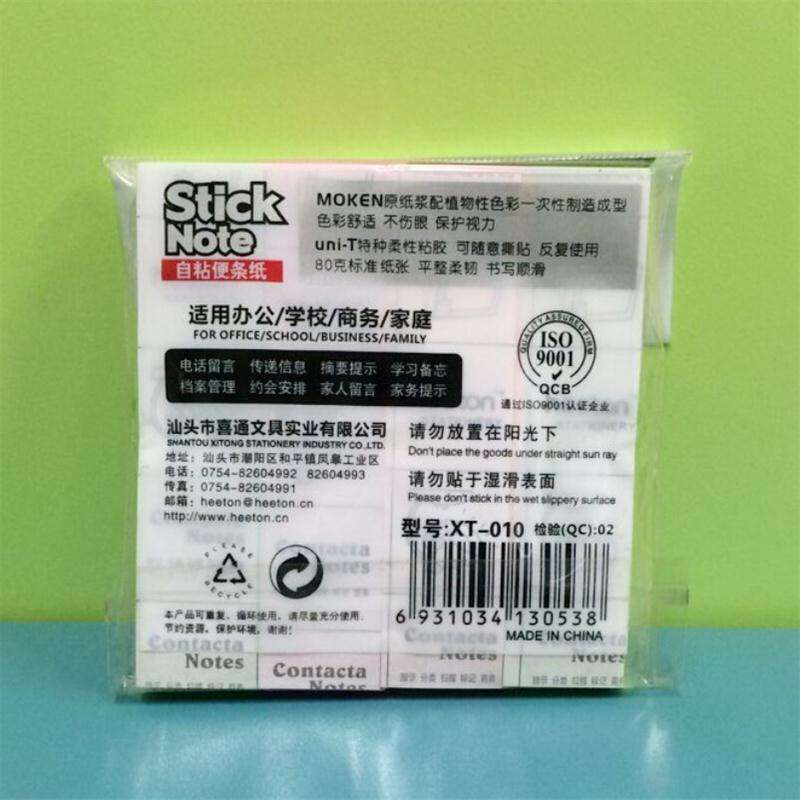 Stick
Note
自粘便条纸
MOKEN原纸浆配植物性色彩一次性制造成型
色彩舒适 不伤眼 保护视力
uni-T特种柔性粘胶 可随意撕贴 反复使用
80克标准纸张 平整柔韧 书写顺滑
适用办公/学校/商务/家庭
FOR OFFICE/SCHOOL/BUSINESS/FAMILY
电话留言 传递信息 摘要提示 学习备忘
档案管理 约会安排 家人留言 家务提示
QUALITY ASSURED FIRM
ISO
9001
QCB
通过ISO9001认证企业
汕头市喜通文具实业有限公司
SHANTOU XITONG STATIONERY INDUSTRY CO.,LTD.
地址：汕头市潮阳区和平镇凤皋工业区
电话：0754-82604992 82604993
传真：0754-82604991
邮箱：heeton@heeton.cn
http://www.heeton.cn
请勿放置在阳光下
Don't place the goods under straight sun ray
请勿贴于湿滑表面
Please don't stick in the wet slippery surface
型号:XT-010 检验(QC):02
PLEASE
RECYCLE
6 931034 130538
MADE IN CHINA
本产品可重复、循环使用，请尽量充分使用.
节约资源，保护环境，谢谢!
Contacta
Notes
Contacta
Notes
Contacta
Notes
Notes
Notes